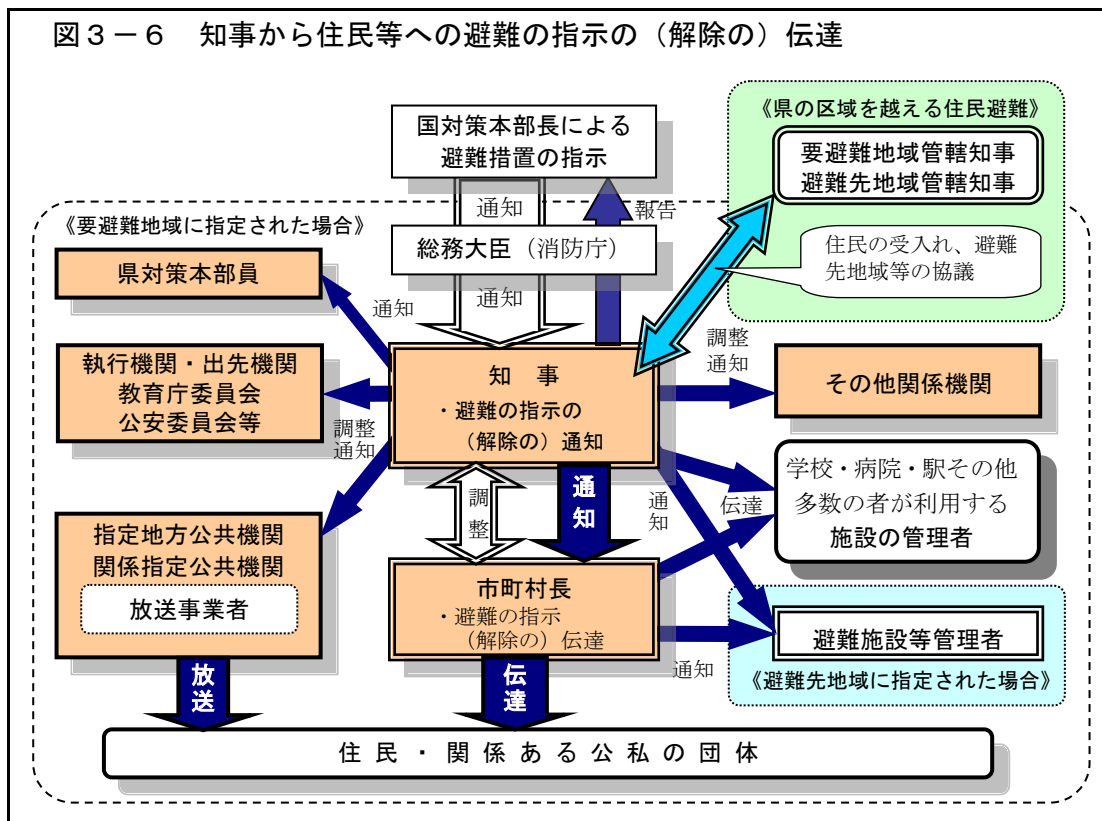 図3－6 知事から住民等への避難の指示の（解除の）伝達
国対策本部長による
避難措置の指示
《県の区域を越える住民避難》
要避難地域管轄知事
避難先地域管轄知事
通知
報告
《要避難地域に指定された場合》
総務大臣（消防庁）
住民の受入れ、避難
先地域等の協議
県対策本部員
通知
通知
執行機関・出先機関
教育庁委員会
公安委員会等
知 事
・避難の指示の
（解除の）通知
調整
通知
その他関係機関
調整
通知
調整
通知
通知
伝達
学校・病院・駅その他
多数の者が利用する
施設の管理者
指定地方公共機関
関係指定公共機関
放送事業者
市町村長
・避難の指示
（解除の）伝達
通知
避難施設等管理者
《避難先地域に指定された場合》
放送
伝達
住民・関係ある公私の団体